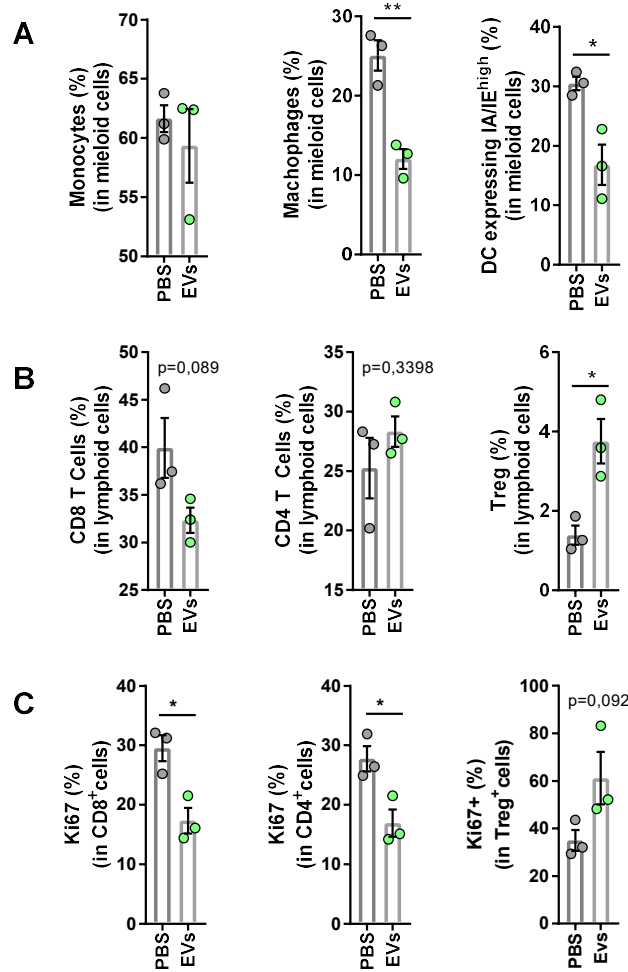 A
Monocytes (%)
(in mieloid cells)
70
65
60
55
50
PBS
EVs
Machophages (%)
(in mieloid cells)
30
20
10
0
**
PBS
EVs
DC expressing IA/IEhigh (%)
(in mieloid cells)
40
30
20
10
0
*
PBS
EVs
B
CD8 T Cells (%)
(in lymphoid cells)
50
45
40
35
30
25
p=0,089
PBS
EVs
CD4 T Cells (%)
(in lymphoid cells)
35
30
25
20
15
p=0,3398
PBS
EVs
Treg (%)
(in lymphoid cells)
6
4
2
0
*
PBS
EVs
C
Ki67 (%)
(in CD8+cells)
40
30
20
10
0
*
PBS
EVs
Ki67 (%)
(in CD4+cells)
40
30
20
10
0
*
PBS
EVs
Ki67+ (%)
(in Treg+cells)
100
80
60
40
20
0
p=0,092
PBS
EVs